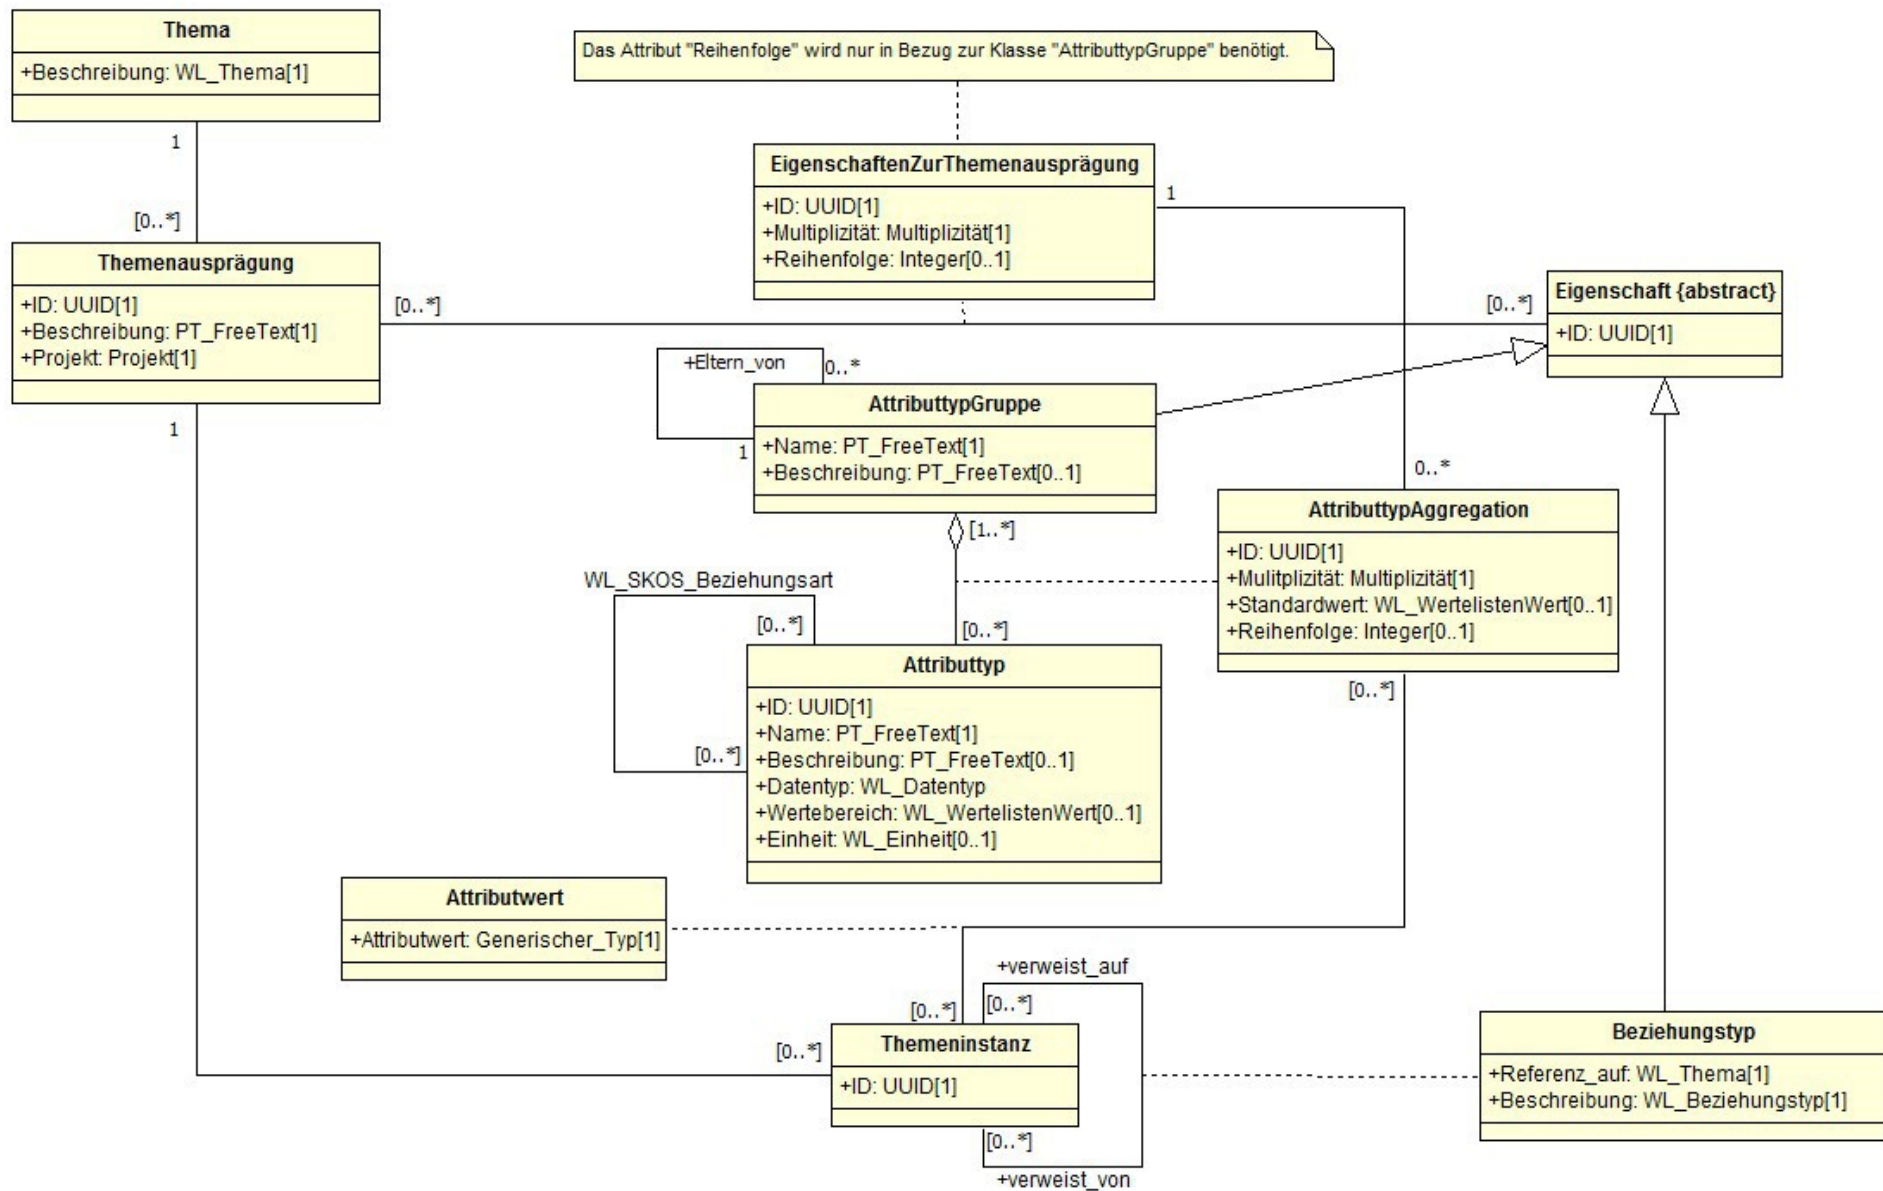 Thema
+Beschreibung: WL_Thema[1]
1
[0..*]
Das Attribut "Reihenfolge" wird nur in Bezug zur Klasse "AttributtypGruppe" benötigt.
EigenschaftenZurThemenausprägung
+ID: UUID[1]
+Multiplizität: Multiplizität[1]
+Reihenfolge: Integer[0..1]
1
Themenausprägung
+ID: UUID[1]
+Beschreibung: PT_FreeText[1]
+Projekt: Projekt[1]
[0..*]
[0..*]
1
Eigenschaft {abstract}
+ID: UUID[1]
+Eltern_von
0..*
1
AttributtypGruppe
+Name: PT_FreeText[1]
+Beschreibung: PT_FreeText[0..1]
[1..*]
0..*
AttributtypAggregation
+ID: UUID[1]
+Mulitplizität: Multiplizität[1]
+Standardwert: WL_WertelistenWert[0..1]
+Reihenfolge: Integer[0..1]
[0..*]
WL_SKOS_Beziehungsart
[0..*]
[0..*]
[0..*]
Attributtyp
+ID: UUID[1]
+Name: PT_FreeText[1]
+Beschreibung: PT_FreeText[0..1]
+Datentyp: WL_Datentyp
+Wertebereich: WL_WertelistenWert[0..1]
+Einheit: WL_Einheit[0..1]
Attributwert
+Attributwert: Generischer_Typ[1]
+verweist_auf
[0..*]
[0..*]
[0..*]
Themeninstanz
+ID: UUID[1]
[0..*]
+verweist_von
Beziehungstyp
+Referenz_auf: WL_Thema[1]
+Beschreibung: WL_Beziehungstyp[1]